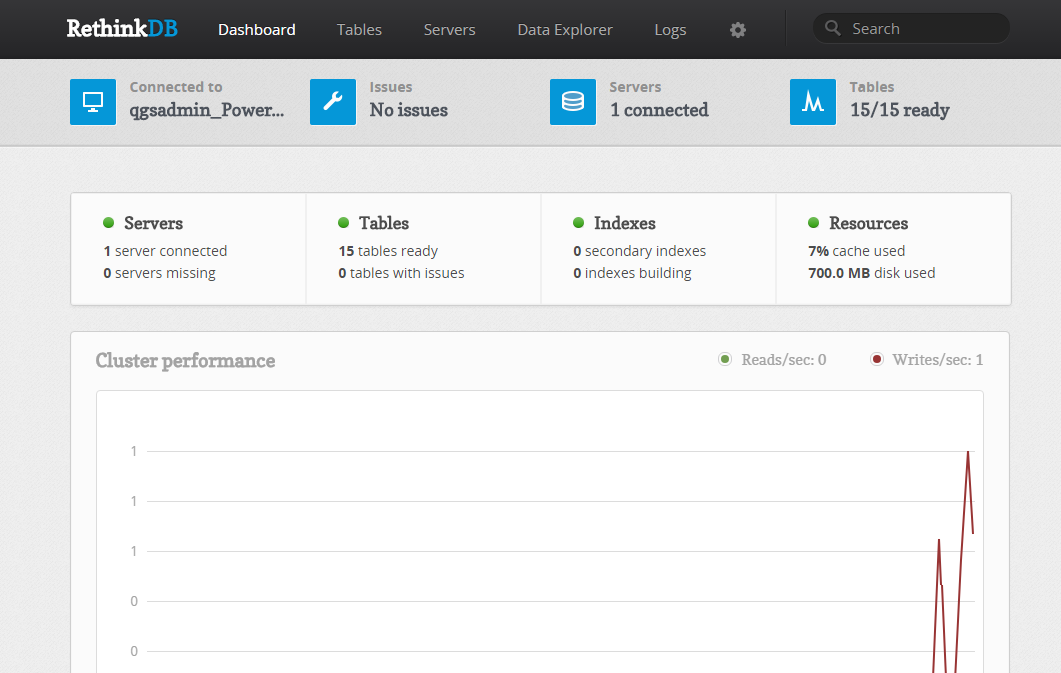 RethinkDB Dashboard Tables Servers Data Explorer Logs Search
Connected to
qgsadmin_Power...
Issues
No issues
Servers
1 connected
Tables
15/15 ready
Servers
1 server connected
0 servers missing
Tables
15 tables ready
0 tables with issues
Indexes
0 secondary indexes
0 indexes building
Resources
7% cache used
700.0 MB disk used
Cluster performance
Reads/sec: 0
Writes/sec: 1
1
1
1
0
0